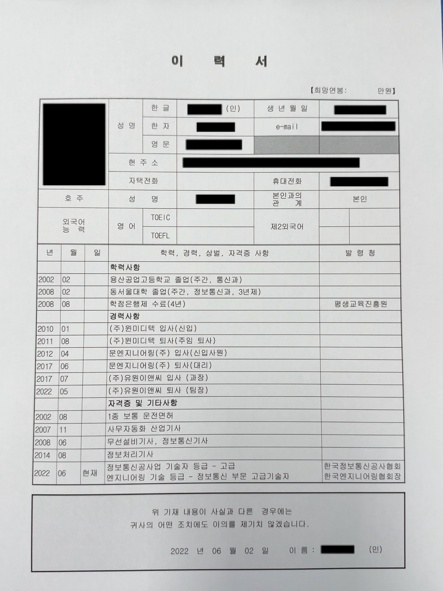 이 력 서
【희망연봉: 만원】
성 명
한 글
(인)
생 년 월 일
한 자
e-mail
영 문
현 주 소
자택전화
휴대전화
호 주
성 명
본인과의 관 계
본인
외국어 능 력
영 어
TOEIC
TOEFL
제2외국어
년 월 일 학력, 경력, 상벌, 자격증 사항 발 령 청
학력사항
2002 02 용산공업고등학교 졸업(주간, 통신과)
2008 02 동서울대학 졸업(주간, 정보통신과, 3년제)
2008 08 학점은행제 수료(4년) 평생교육진흥원
경력사항
2010 01 (주)원미디텍 입사(신입)
2011 08 (주)원미디텍 퇴사(주임 퇴사)
2012 04 문엔지니어링(주) 입사(신입사원)
2017 06 문엔지니어링(주) 퇴사(대리)
2017 07 (주)유원이앤씨 입사 (과장)
2022 05 (주)유원이앤씨 퇴사 (팀장)
자격증 및 기타사항
2002 08 1종 보통 운전면허
2007 11 사무자동화 산업기사
2008 06 무선설비기사, 정보통신기사
2014 08 정보처리기사
2022 06 현재 정보통신공사업 기술자 등급 - 고급 한국정보통신공사협회
엔지니어링 기술 등급 - 정보통신 부문 고급기술자 한국엔지니어링협회장
위 기재 내용이 사실과 다른 경우에는
귀사의 어떤 조치에도 이의를 제기치 않겠습니다.
2022 년 06 월 02 일 이 름 : (인)